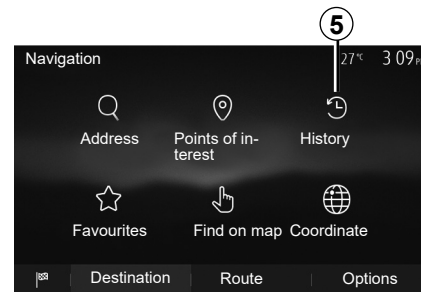 5
Navigation 27°C 3 09
Address Points of in-
terest History
Favourites Find on map Coordinate
Destination Route Options